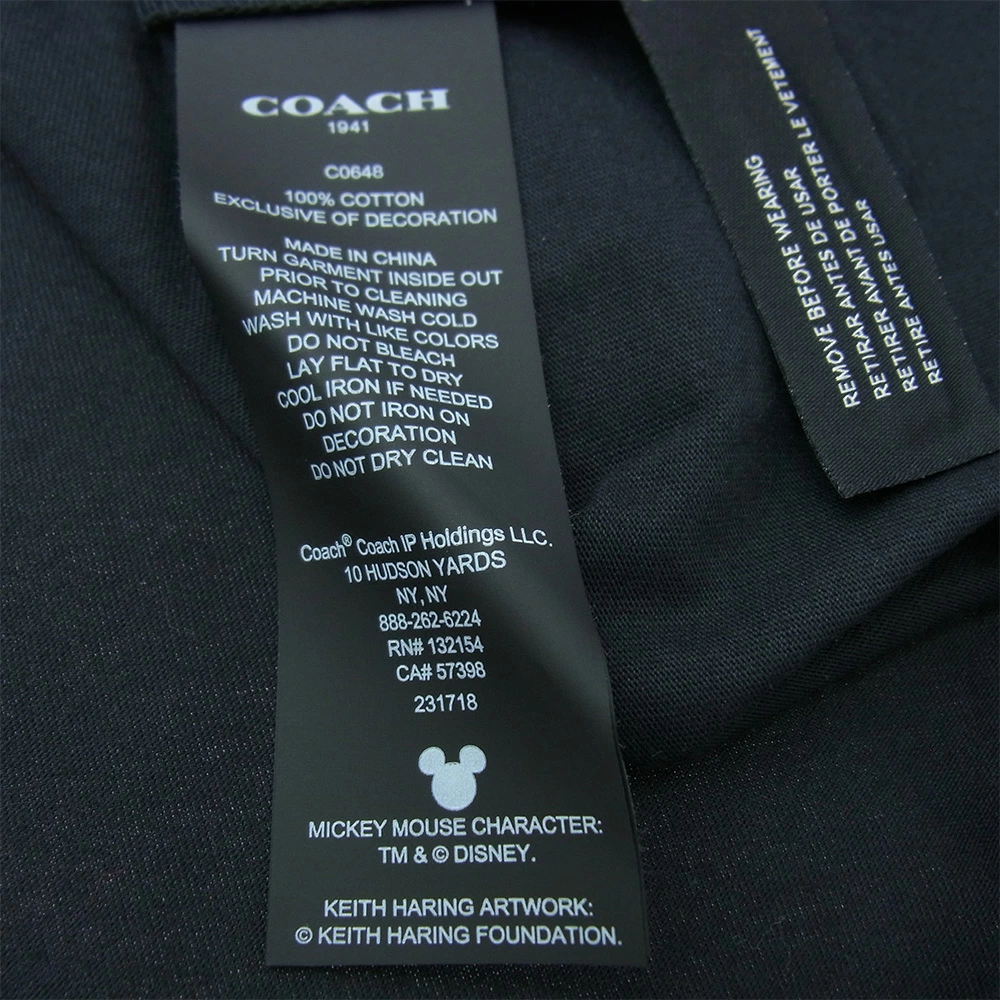 COACH
1941
C0648
100% COTTON
EXCLUSIVE OF DECORATION
MADE IN CHINA
TURN GARMENT INSIDE OUT
PRIOR TO CLEANING
MACHINE WASH COLD
WASH WITH LIKE COLORS
DO NOT BLEACH
LAY FLAT TO DRY
COOL IRON IF NEEDED
DO NOT IRON ON
DECORATION
DO NOT DRY CLEAN
Coach® Coach IP Holdings LLC.
10 HUDSON YARDS
NY, NY
888-262-6224
RN# 132154
CA# 57398
231718
MICKEY MOUSE CHARACTER:
TM & © DISNEY.
KEITH HARING ARTWORK:
© KEITH HARING FOUNDATION.
REMOVE BEFORE WEARING
RETIRAR ANTES DE USAR
RETIRER AVANT DE PORTER LE VETEMENT
RETIRE ANTES USAR